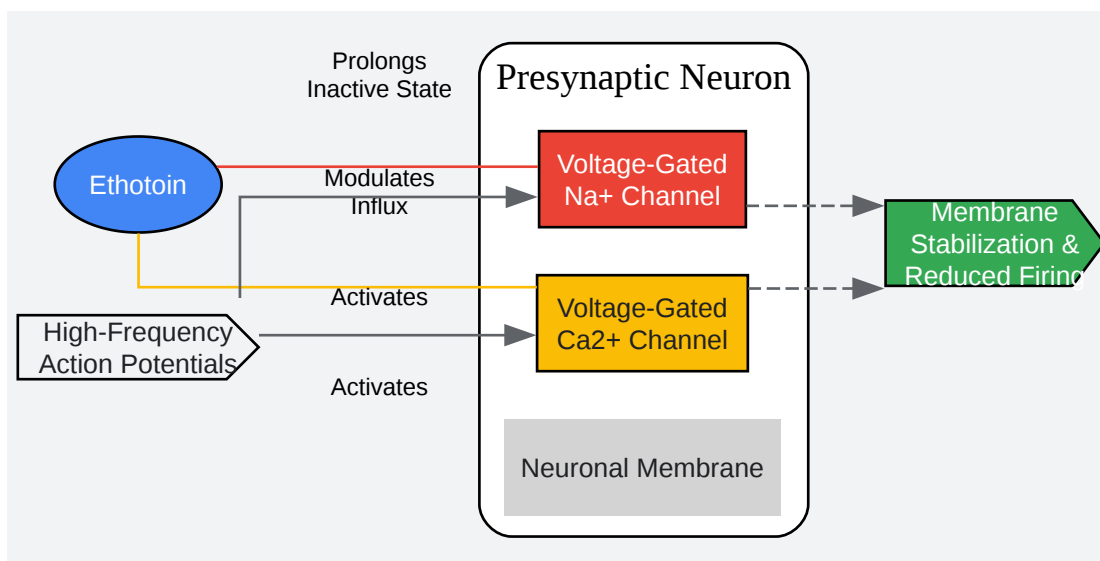 Prolongs
Inactive State
Presynaptic Neuron
Ethotoin
Voltage-Gated
Na+ Channel
Modulates
Influx
Membrane
Stabilization &
Reduced Firing
Activates
Voltage-Gated
Ca2+ Channel
High-Frequency
Action Potentials
Activates
Neuronal Membrane